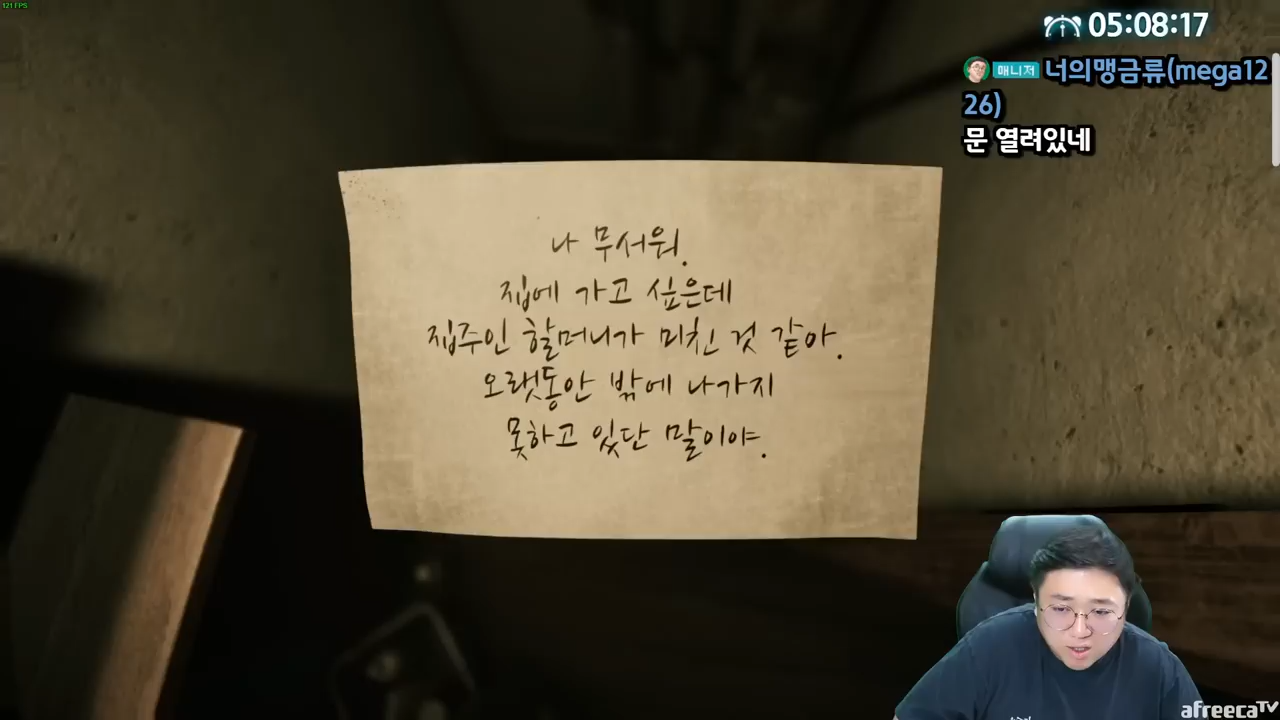 121 FPS
05:08:17
매니저 너의맹금류(mega12
26)
문 열려있네
나 무서워.
집에 가고 싶은데
집주인 할머니가 미친 것 같아.
오랫동안 밖에 나가지
못하고 있단 말이야.
afreecaTV